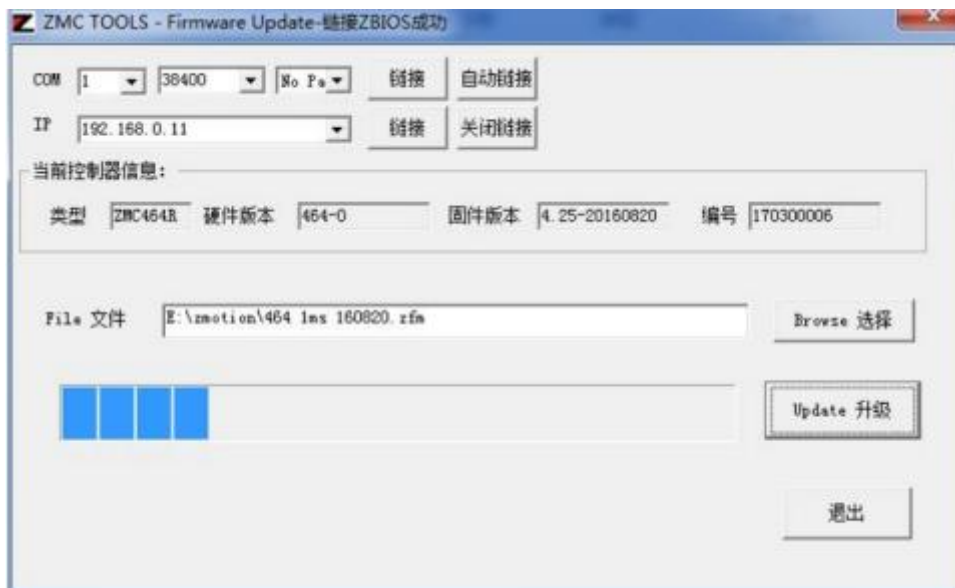 ZMC TOOLS - Firmware Update-链接ZBIOS成功
COM 1 38400 No Pa 链接 自动链接
IP 192.168.0.11 链接 关闭链接
当前控制器信息:
类型 ZMC464R 硬件版本 464-0 固件版本 4.25-20160820 编号 170300006
File 文件 E:\zmotion\464 1ms 160820.zfm Browse 选择
Update 升级
退出